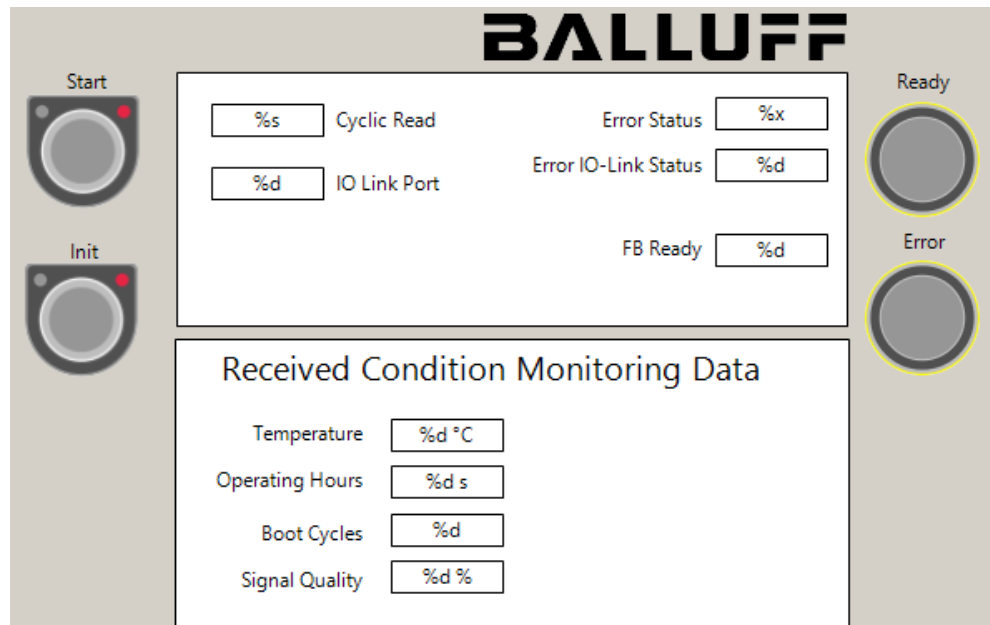 BALLUFF
Start
Ready
%s Cyclic Read
Error Status %x
%d IO Link Port
Error IO-Link Status %d
Init
Error
FB Ready %d
Received Condition Monitoring Data
Temperature %d °C
Operating Hours %d s
Boot Cycles %d
Signal Quality %d %